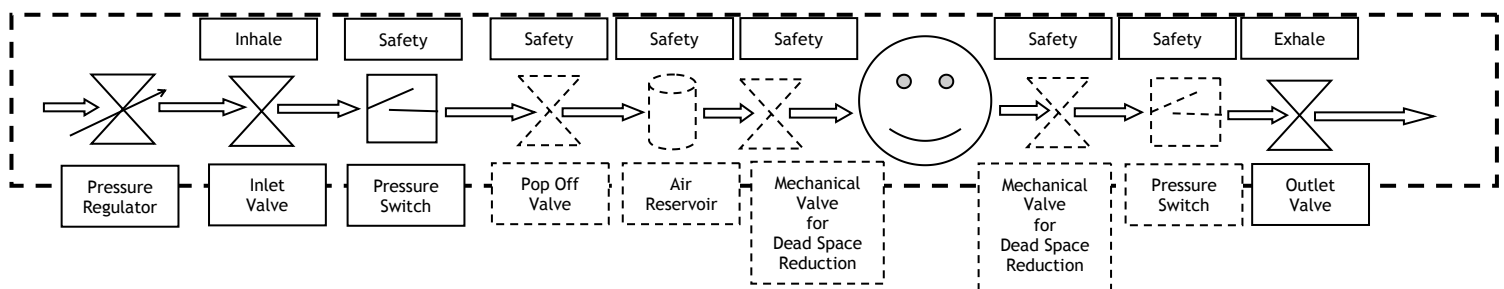 Inhale
Safety
Safety
Safety
Safety
Safety
Safety
Exhale
Pressure
Regulator
Inlet
Valve
Pressure
Switch
Pop Off
Valve
Air
Reservoir
Mechanical
Valve
for
Dead Space
Reduction
Mechanical
Valve
for
Dead Space
Reduction
Pressure
Switch
Outlet
Valve